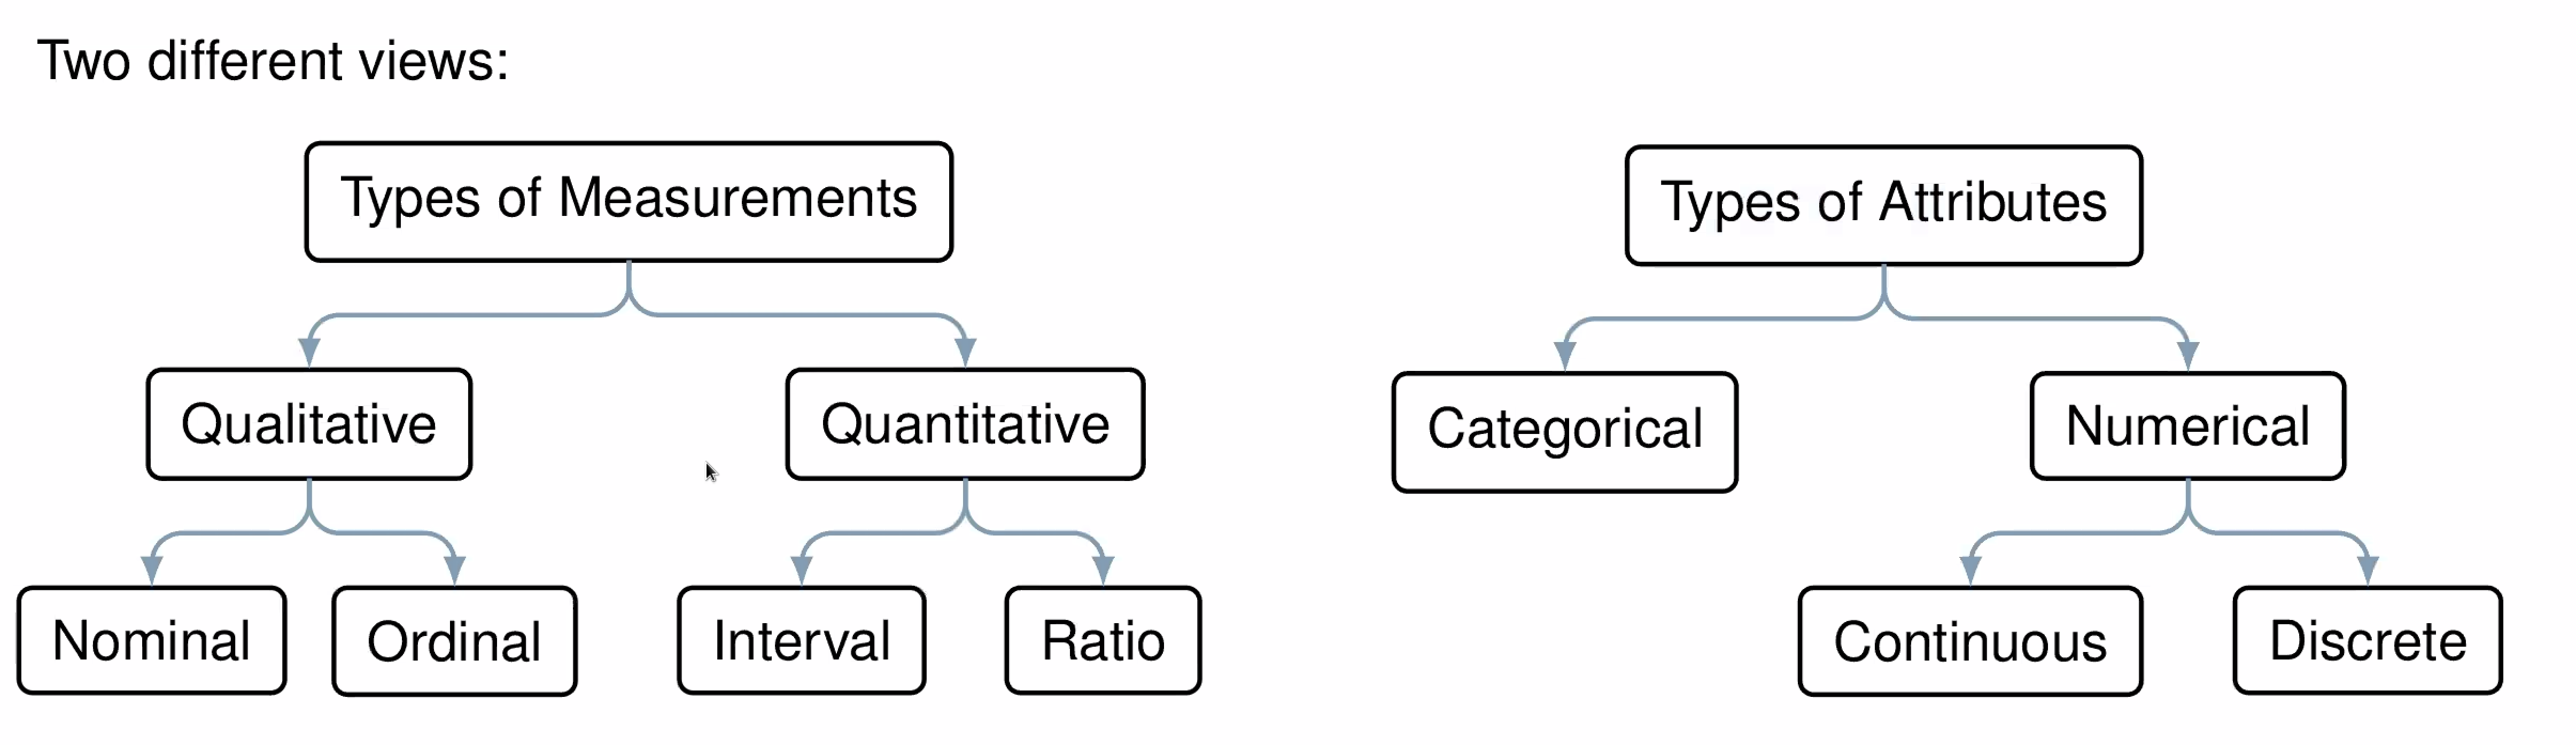 Two different views:
Types of Measurements
Types of Attributes
Qualitative
Quantitative
Categorical
Numerical
Nominal
Ordinal
Interval
Ratio
Continuous
Discrete